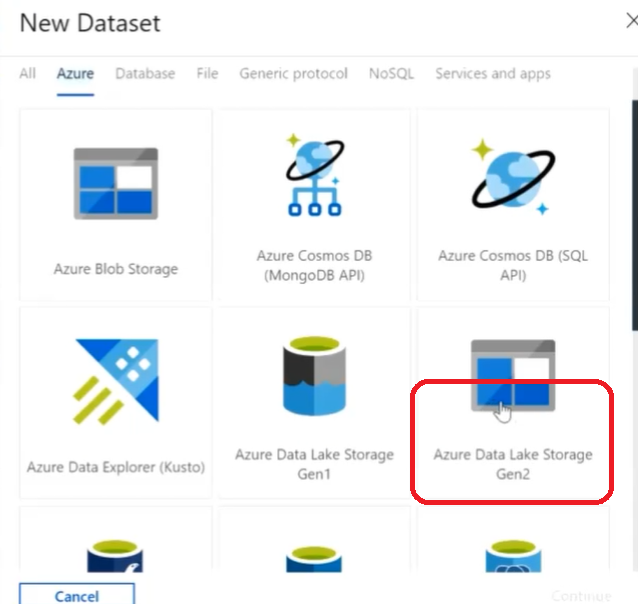 New Dataset
All Azure Database File Generic protocol NoSQL Services and apps
Azure Blob Storage
Azure Cosmos DB
(MongoDB API)
Azure Cosmos DB (SQL
API)
Azure Data Explorer (Kusto)
Azure Data Lake Storage
Gen1
Azure Data Lake Storage
Gen2
Cancel
Continue